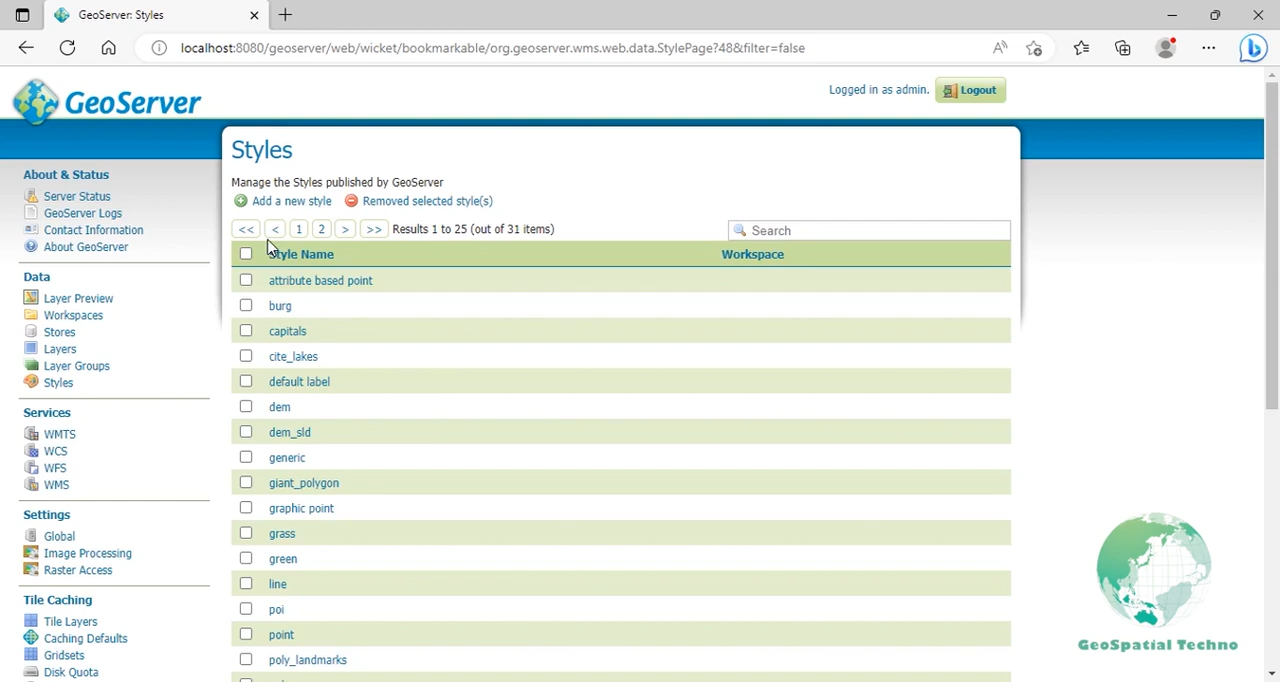 GeoServer: Styles
localhost:8080/geoserver/web/wicket/bookmarkable/org.geoserver.wms.web.data.StylePage?48&filter=false
GeoServer
Logged in as admin.
Logout
About & Status
Server Status
GeoServer Logs
Contact Information
About GeoServer
Data
Layer Preview
Workspaces
Stores
Layers
Layer Groups
Styles
Services
WMTS
WCS
WFS
WMS
Settings
Global
Image Processing
Raster Access
Tile Caching
Tile Layers
Caching Defaults
Gridsets
Disk Quota
Styles
Manage the Styles published by GeoServer
Add a new style Removed selected style(s)
<< < 1 2 > >> Results 1 to 25 (out of 31 items)
Search
Style Name Workspace
attribute based point
burg
capitals
cite_lakes
default label
dem
dem_sld
generic
giant_polygon
graphic point
grass
green
line
poi
point
poly_landmarks
GeoSpatial Techno